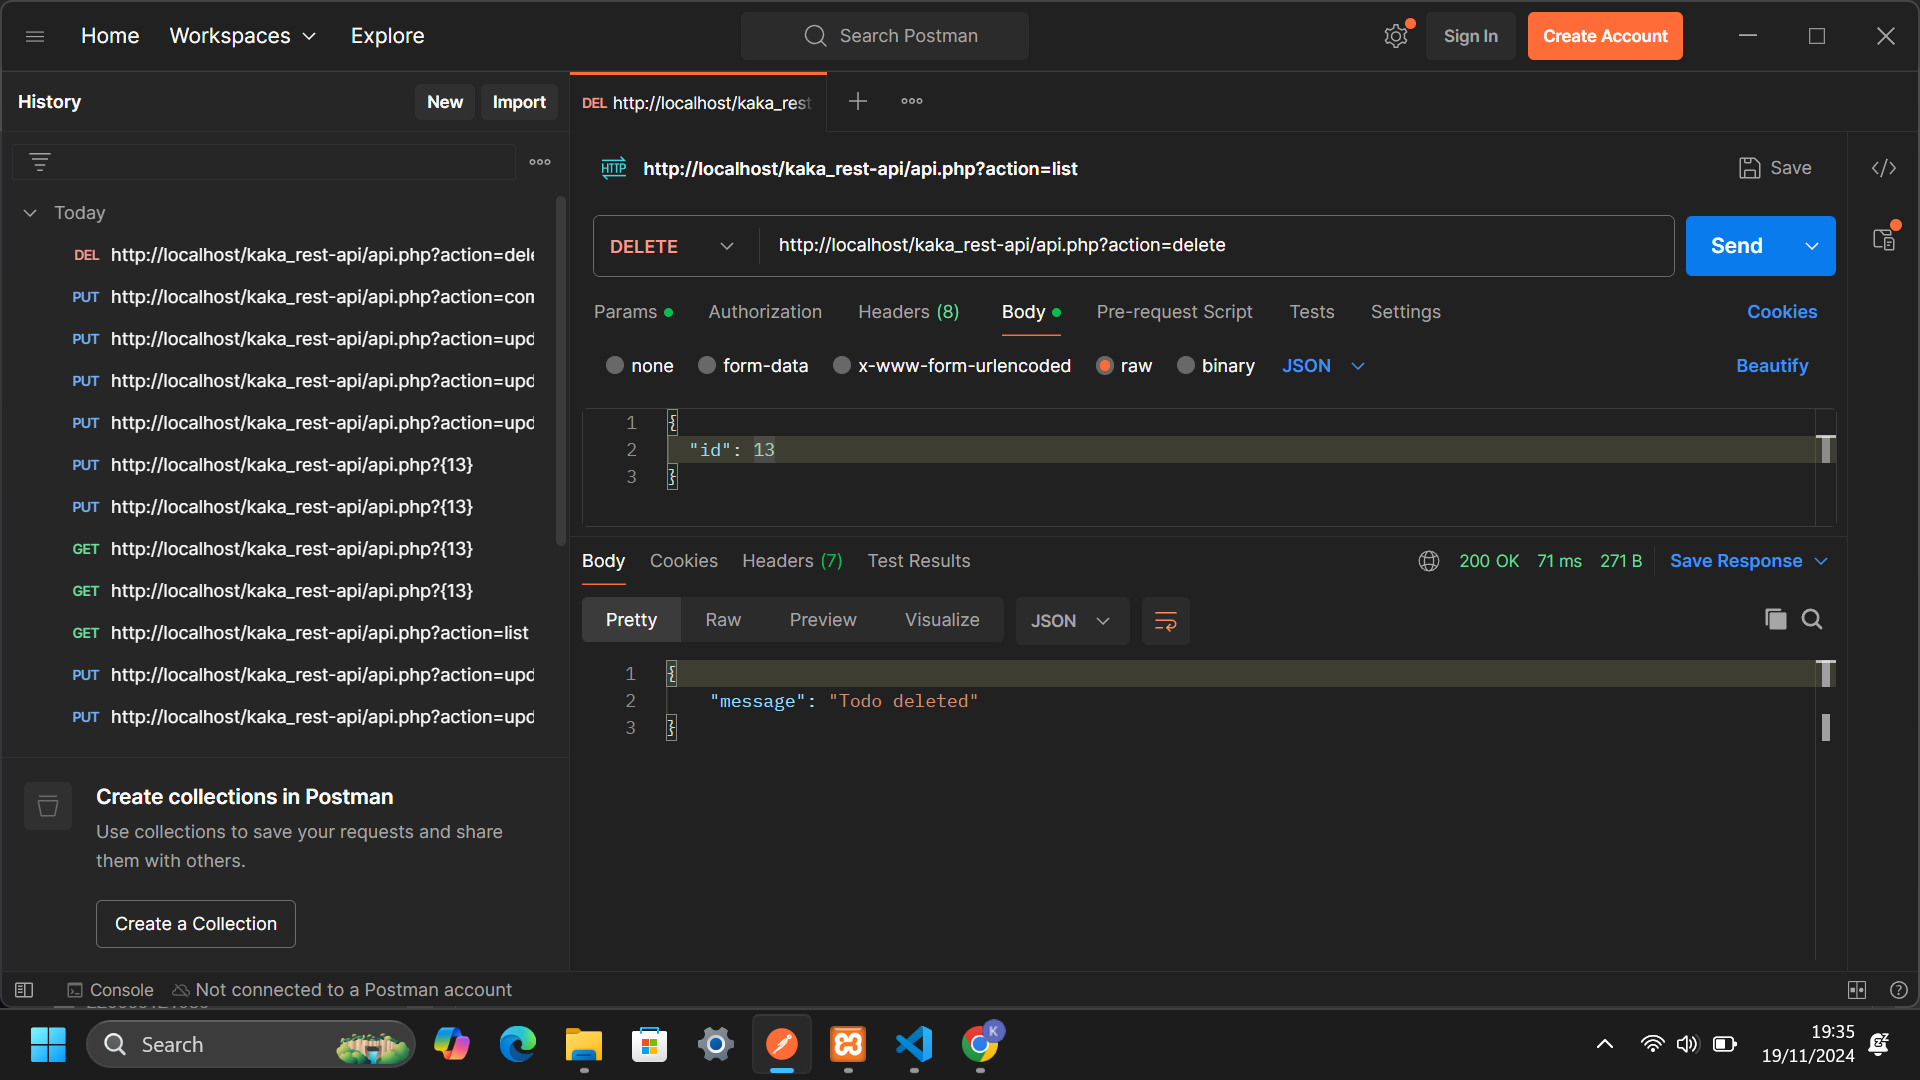 Home Workspaces Explore
Search Postman
Sign In
Create Account
History
New
Import
DEL http://localhost/kaka_rest
HTTP http://localhost/kaka_rest-api/api.php?action=list
Save
Today
DEL http://localhost/kaka_rest-api/api.php?action=dele
PUT http://localhost/kaka_rest-api/api.php?action=com
PUT http://localhost/kaka_rest-api/api.php?action=upd
PUT http://localhost/kaka_rest-api/api.php?action=upd
PUT http://localhost/kaka_rest-api/api.php?action=upd
PUT http://localhost/kaka_rest-api/api.php?{13}
PUT http://localhost/kaka_rest-api/api.php?{13}
GET http://localhost/kaka_rest-api/api.php?{13}
GET http://localhost/kaka_rest-api/api.php?{13}
GET http://localhost/kaka_rest-api/api.php?action=list
PUT http://localhost/kaka_rest-api/api.php?action=upd
PUT http://localhost/kaka_rest-api/api.php?action=upd
Create collections in Postman
Use collections to save your requests and share
them with others.
Create a Collection
DELETE http://localhost/kaka_rest-api/api.php?action=delete
Send
Params Authorization Headers (8) Body Pre-request Script Tests Settings Cookies
none form-data x-www-form-urlencoded raw binary JSON Beautify
1 {
2 "id": 13
3 }
Body Cookies Headers (7) Test Results 200 OK 71 ms 271 B Save Response
Pretty Raw Preview Visualize JSON
1 {
2 "message": "Todo deleted"
3 }
Console Not connected to a Postman account
Search
K
19:35
19/11/2024